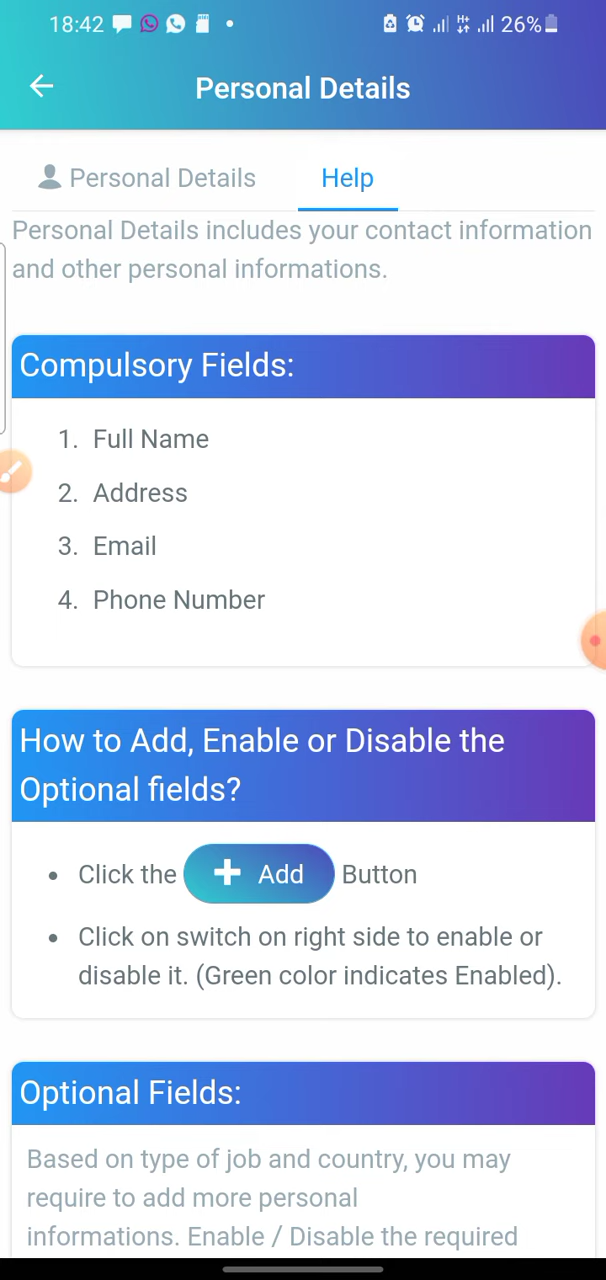 18:42
26%
Personal Details
Personal Details
Help
Personal Details includes your contact information
and other personal informations.
Compulsory Fields:
1. Full Name
2. Address
3. Email
4. Phone Number
How to Add, Enable or Disable the
Optional fields?
• Click the + Add Button
• Click on switch on right side to enable or
disable it. (Green color indicates Enabled).
Optional Fields:
Based on type of job and country, you may
require to add more personal
informations. Enable / Disable the required